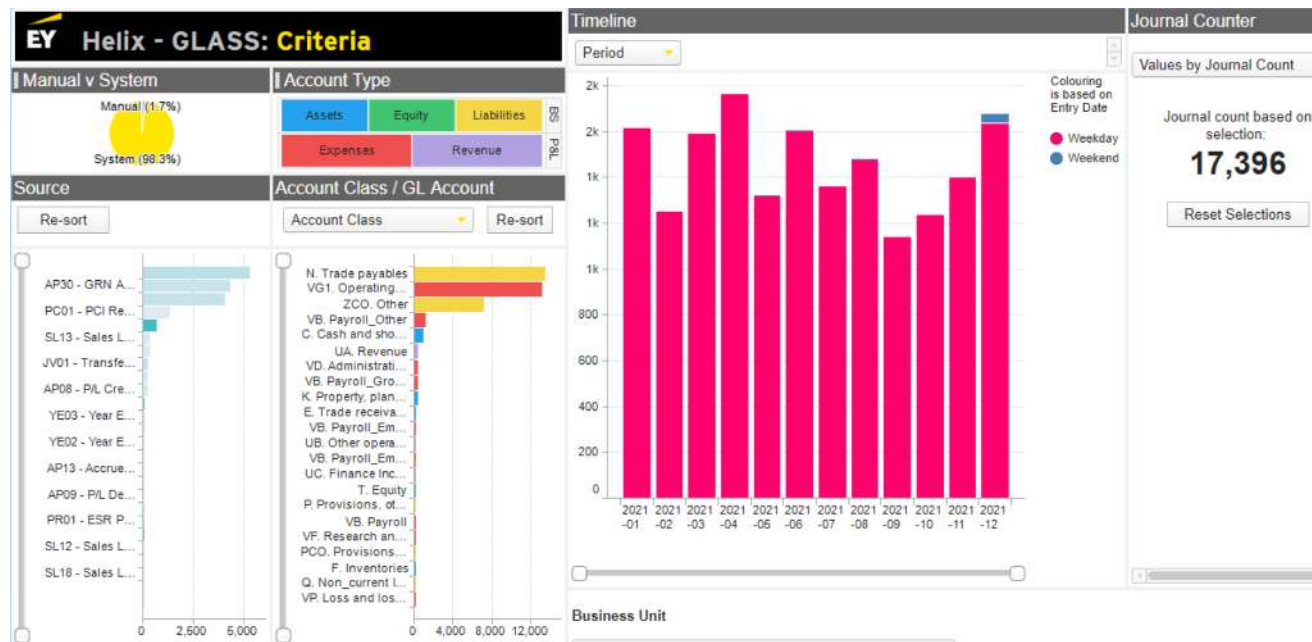 EY Helix - GLASS: Criteria
Manual v System
Manual (1.7%)
System (98.3%)
Account Type
Assets
Equity
Liabilities
BS
Expenses
Revenue
P&L
Source
Re-sort
AP30 - GRN A...
PC01 - PCI Re...
SL13 - Sales L...
JV01 - Transfe...
AP08 - P/L Cre...
YE03 - Year E...
YE02 - Year E...
AP13 - Accrue...
AP09 - P/L De...
PR01 - ESR P...
SL12 - Sales L...
SL18 - Sales L...
0 2,500 5,000
Account Class / GL Account
Account Class
Re-sort
N. Trade payables
VG1. Operating...
ZCO. Other
VB. Payroll_Other
C. Cash and sho...
UA. Revenue
VD. Administrati...
VB. Payroll_Gro...
K. Property, plan...
E. Trade receiva...
VB. Payroll_Em...
UB. Other opera...
VB. Payroll_Em...
UC. Finance Inc...
T. Equity
P. Provisions, ot...
VB. Payroll
VF. Research an...
PCO. Provisions...
F. Inventories
Q. Non_current l...
VP. Loss and los...
0 4,000 8,000 12,000
Timeline
Period
2k
2k
1k
1k
1k
800
600
400
200
0
2021 2021 2021 2021 2021 2021 2021 2021 2021 2021 2021 2021
-01 -02 -03 -04 -05 -06 -07 -08 -09 -10 -11 -12
Colouring
is based on
Entry Date
Weekday
Weekend
Business Unit
Journal Counter
Values by Journal Count
Journal count based on
selection:
17,396
Reset Selections